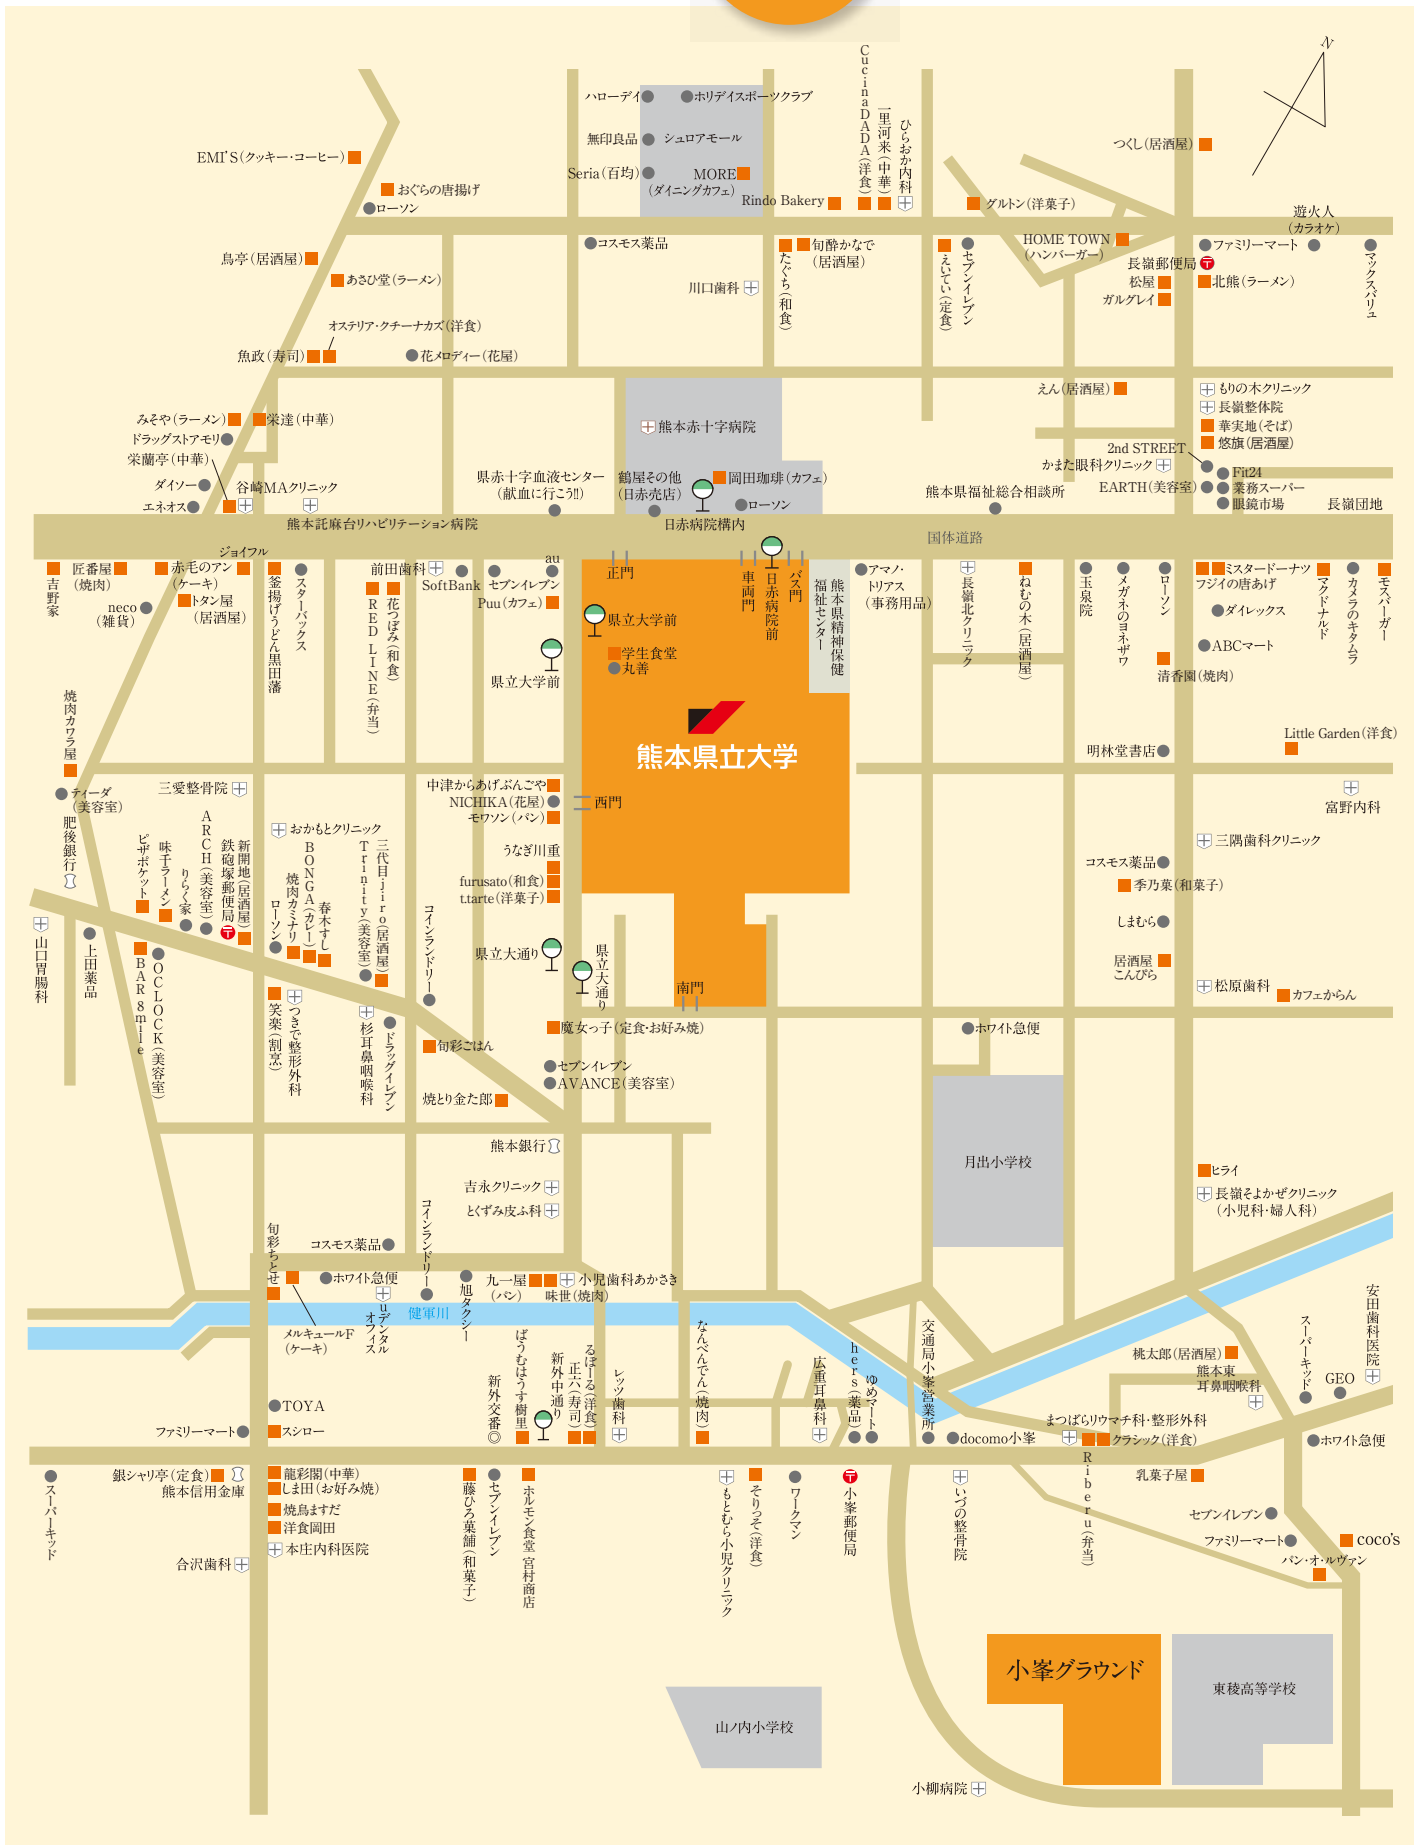 N
CucinaDADA（洋食）
一里河来（中華）
ひらおか内科
ハローデイ
ホリデイスポーツクラブ
無印良品
シュロアモール
Seria（百均）
MORE
（ダイニングカフェ）
Rindo Bakery
EMI'S（クッキー・コーヒー）
おぐらの唐揚げ
ローソン
つくし（居酒屋）
グルトン（洋菓子）
遊火人
（カラオケ）
コスモス薬品
旬酔かなで
（居酒屋）
たぐち（和食）
川口歯科
えいてい（定食）
セブンイレブン
HOME TOWN
（ハンバーガー）
ファミリーマート
長嶺郵便局
松屋
ガルグレイ
北熊（ラーメン）
マックスバリュ
鳥亭（居酒屋）
あさひ堂（ラーメン）
オステリア・クチーナカズ（洋食）
魚政（寿司）
花メロディー（花屋）
みそや（ラーメン）
栄達（中華）
ドラッグストアモリ
栄蘭亭（中華）
ダイソー
谷崎MAクリニック
エネオス
熊本託麻台リハビリテーション病院
熊本赤十字病院
県赤十字血液センター
（献血に行こう!!）
鶴屋その他
（日赤売店）
岡田珈琲（カフェ）
ローソン
日赤病院構内
えん（居酒屋）
もりの木クリニック
長嶺整体院
華実地（そば）
悠旗（居酒屋）
2nd STREET
かまた眼科クリニック
Fit24
EARTH（美容室）
業務スーパー
眼鏡市場
長嶺団地
熊本県福祉総合相談所
国体道路
ジョイフル
吉野家
匠番屋
（焼肉）
赤毛のアン
（ケーキ）
トタン屋
（居酒屋）
neco
（雑貨）
釜揚げうどん黒田藩
スターバックス
前田歯科
RED LINE（弁当）
花つばみ（和食）
SoftBank
au
セブンイレブン
Puu（カフェ）
正門
車両門
日赤病院前
バス門
熊本県精神保健
福祉センター
アマノ・
トリアス
（事務用品）
長嶺北クリニック
ねむの木（居酒屋）
玉泉院
メガネのヨネザワ
ローソン
ミスタードーナツ
フジイの唐あげ
ダイレックス
ABCマート
清香園（焼肉）
マクドナルド
カメラのキタムラ
モスバーガー
県立大学前
県立大学前
学生食堂
丸善
熊本県立大学
焼肉カワラ屋
ティーダ
（美容室）
肥後銀行
三愛整骨院
中津からあげぶんごや
NICHIKA（花屋）
モワソン（パン）
西門
うなぎ川重
furusato（和食）
t.tarte（洋菓子）
明林堂書店
Little Garden（洋食）
富野内科
三隅歯科クリニック
コスモス薬品
季乃菓（和菓子）
しまむら
居酒屋
こんぴら
松原歯科
カフェからん
ピザポケット
味千ラーメン
りらく家
ARCH（美容室）
鉄砲塚郵便局
新開地（居酒屋）
おかもとクリニック
ローソン
焼肉カミナリ
BONGA（カレー）
春木すし
Trinity（美容室）
三代目・jiro（居酒屋）
コインランドリー
県立大通り
県立大通り
南門
山口胃腸科
上田薬品
BAR 8mile
OCLOCK（美容室）
笑楽（割烹）
つきで整形外科
杉耳鼻咽喉科
ドラッグイレブン
旬彩ごはん
魔女っ子（定食・お好み焼）
セブンイレブン
AVANCE（美容室）
焼とり金た郎
熊本銀行
吉永クリニック
とくずみ皮ふ科
ホワイト急便
月出小学校
ヒライ
長嶺そよかぜクリニック
（小児科・婦人科）
旬彩ちとせ
コスモス薬品
コインランドリー
ホワイト急便
メルキュールF
（ケーキ）
uデンタル
オフィス
健軍川
旭タクシー
九一屋
（パン）
小児歯科あかさき
味世（焼肉）
TOYA
ファミリーマート
スシロー
新外交番
ばうむはうす樹里
新外中通り
正六（寿司）
るぽーる（洋食）
レッツ歯科
なんべんでん（焼肉）
広重耳鼻科
hers（薬品）
ゆめマート
交通局小峯営業所
docomo小峯
まつばらリウマチ科・整形外科
クラシック（洋食）
Riberu（弁当）
桃太郎（居酒屋）
熊本東
耳鼻咽喉科
スーパーキッド
GEO
安田歯科医院
ホワイト急便
乳菓子屋
セブンイレブン
ファミリーマート
coco's
パン・オ・ルヴァン
スーパーキッド
銀シャリ亭（定食）
熊本信用金庫
龍彩閣（中華）
しま田（お好み焼）
焼鳥ますだ
洋食岡田
本庄内科医院
合沢歯科
藤ひろ菓舗（和菓子）
セブンイレブン
ホルモン食堂 宮村商店
もとむら小児クリニック
そりっそ（洋食）
ワークマン
小峯郵便局
いづの整骨院
小峯グラウンド
東稜高等学校
山ノ内小学校
小柳病院